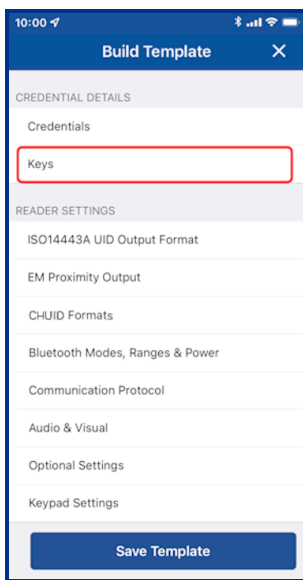 10:00
Build Template
CREDENTIAL DETAILS
Credentials
Keys
READER SETTINGS
ISO14443A UID Output Format
EM Proximity Output
CHUID Formats
Bluetooth Modes, Ranges & Power
Communication Protocol
Audio & Visual
Optional Settings
Keypad Settings
Save Template